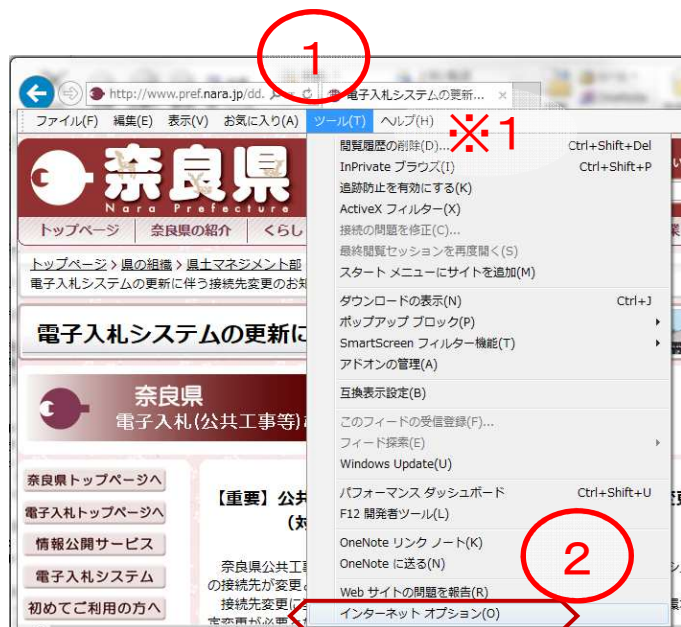 1
http://www.pref.nara.jp/dd.
電子入札システムの更新...
ファイル(F) 編集(E) 表示(V) お気に入り(A) ツール(T) ヘルプ(H)
※1
閲覧履歴の削除(D)... Ctrl+Shift+Del
InPrivate ブラウズ(I) Ctrl+Shift+P
追跡防止を有効にする(K)
ActiveX フィルター(X)
接続の問題を修正(C)...
最終閲覧セッションを再度開く(S)
スタート メニューにサイトを追加(M)
ダウンロードの表示(N) Ctrl+J
ポップアップ ブロック(P)
SmartScreen フィルター機能(T)
アドオンの管理(A)
互換表示設定(B)
このフィードの受信登録(F)...
フィード探索(E)
Windows Update(U)
パフォーマンス ダッシュボード Ctrl+Shift+U
F12 開発者ツール(L)
OneNote リンク ノート(K)
OneNote に送る(N)
Web サイトの問題を報告(R)
インターネット オプション(O)
2
奈良県
Nara Prefecture
トップページ 奈良県の紹介 くらし
トップページ > 県の組織 > 県土マネジメント部
電子入札システムの更新に伴う接続先変更のお知
電子入札システムの更新に
奈良県
電子入札(公共工事等)
奈良県トップページへ
電子入札トップページへ
情報公開サービス
電子入札システム
初めてご利用の方へ
【重要】公共
(対
奈良県公共工事
の接続先が変更
接続先変更に
定変更が必要